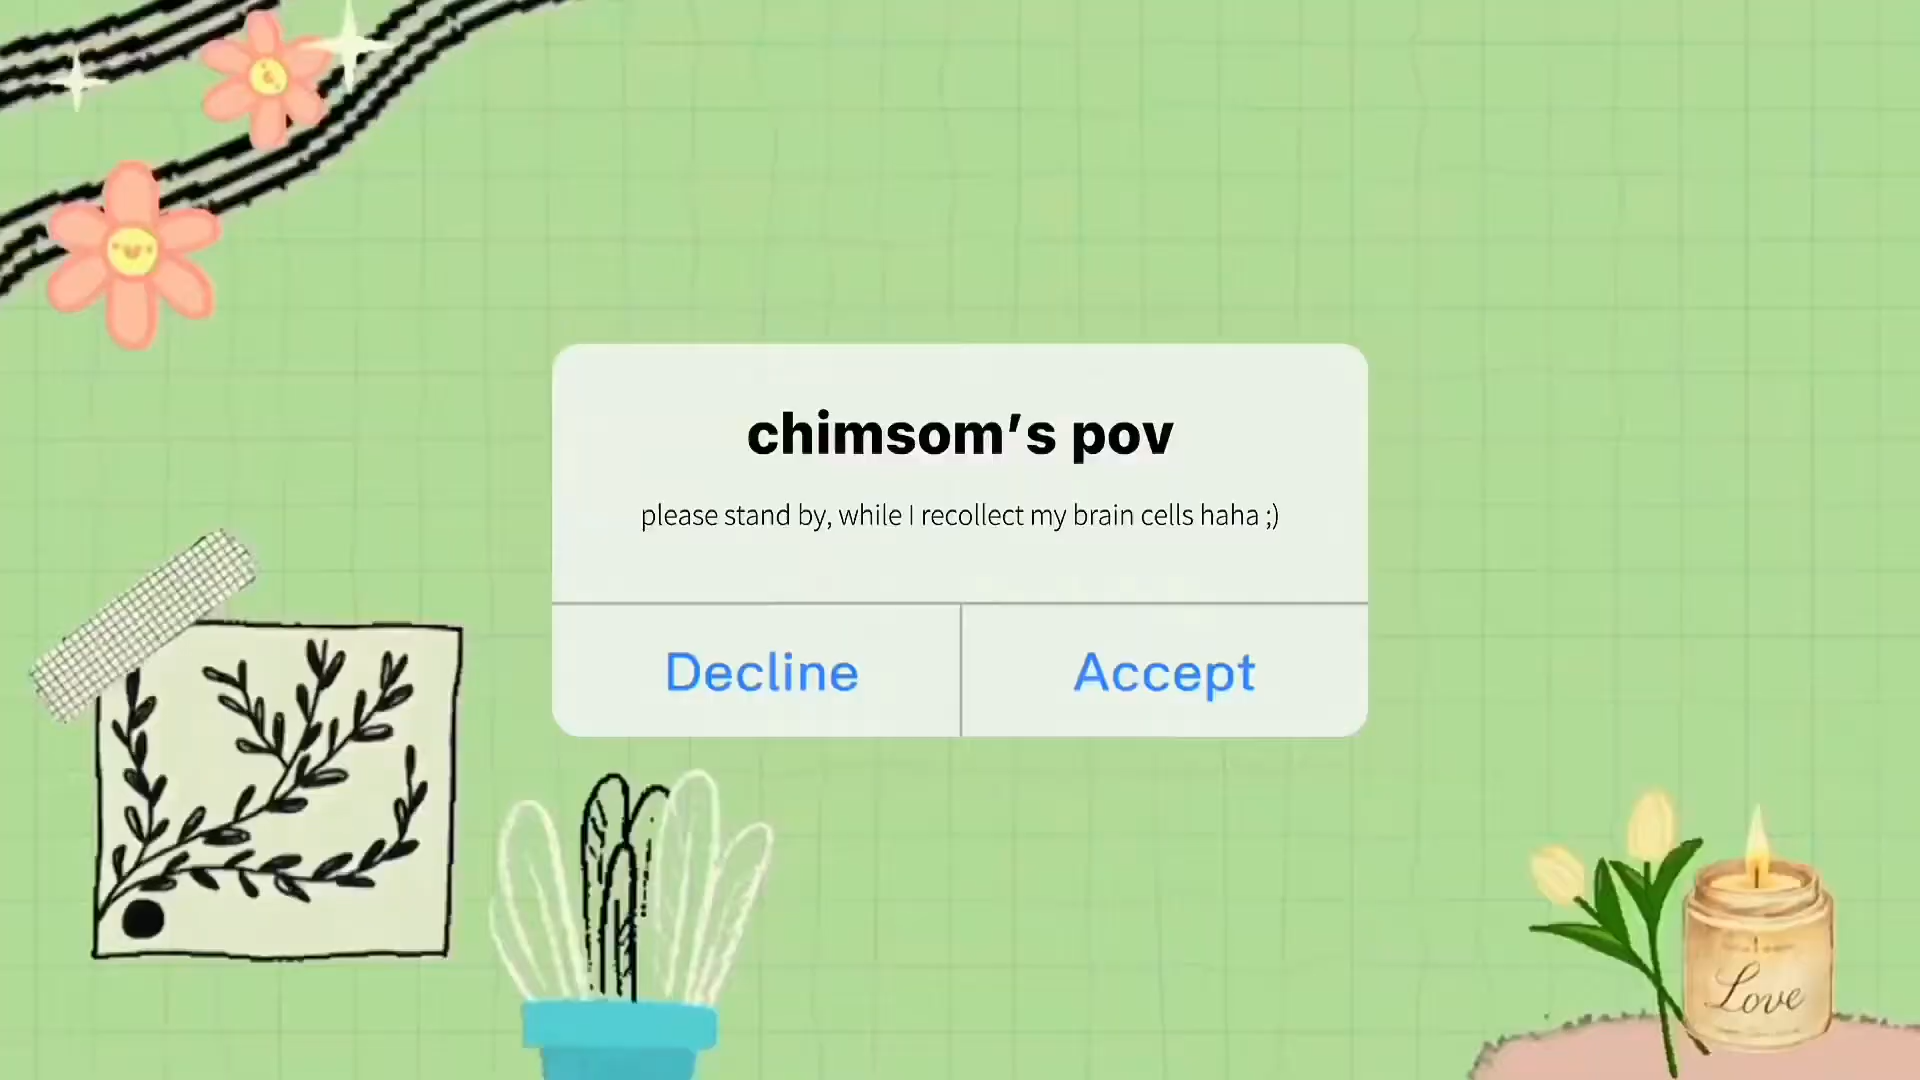 chimsom's pov
please stand by, while I recollect my brain cells haha ;)
Decline
Accept
Love